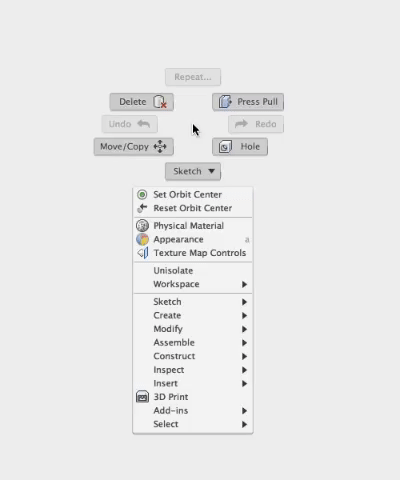 Repeat...
Delete
Press Pull
Undo
Redo
Move/Copy
Hole
Sketch
Set Orbit Center
Reset Orbit Center
Physical Material
Appearance a
Texture Map Controls
Unisolate
Workspace
Sketch
Create
Modify
Assemble
Construct
Inspect
Insert
3D Print
Add-ins
Select